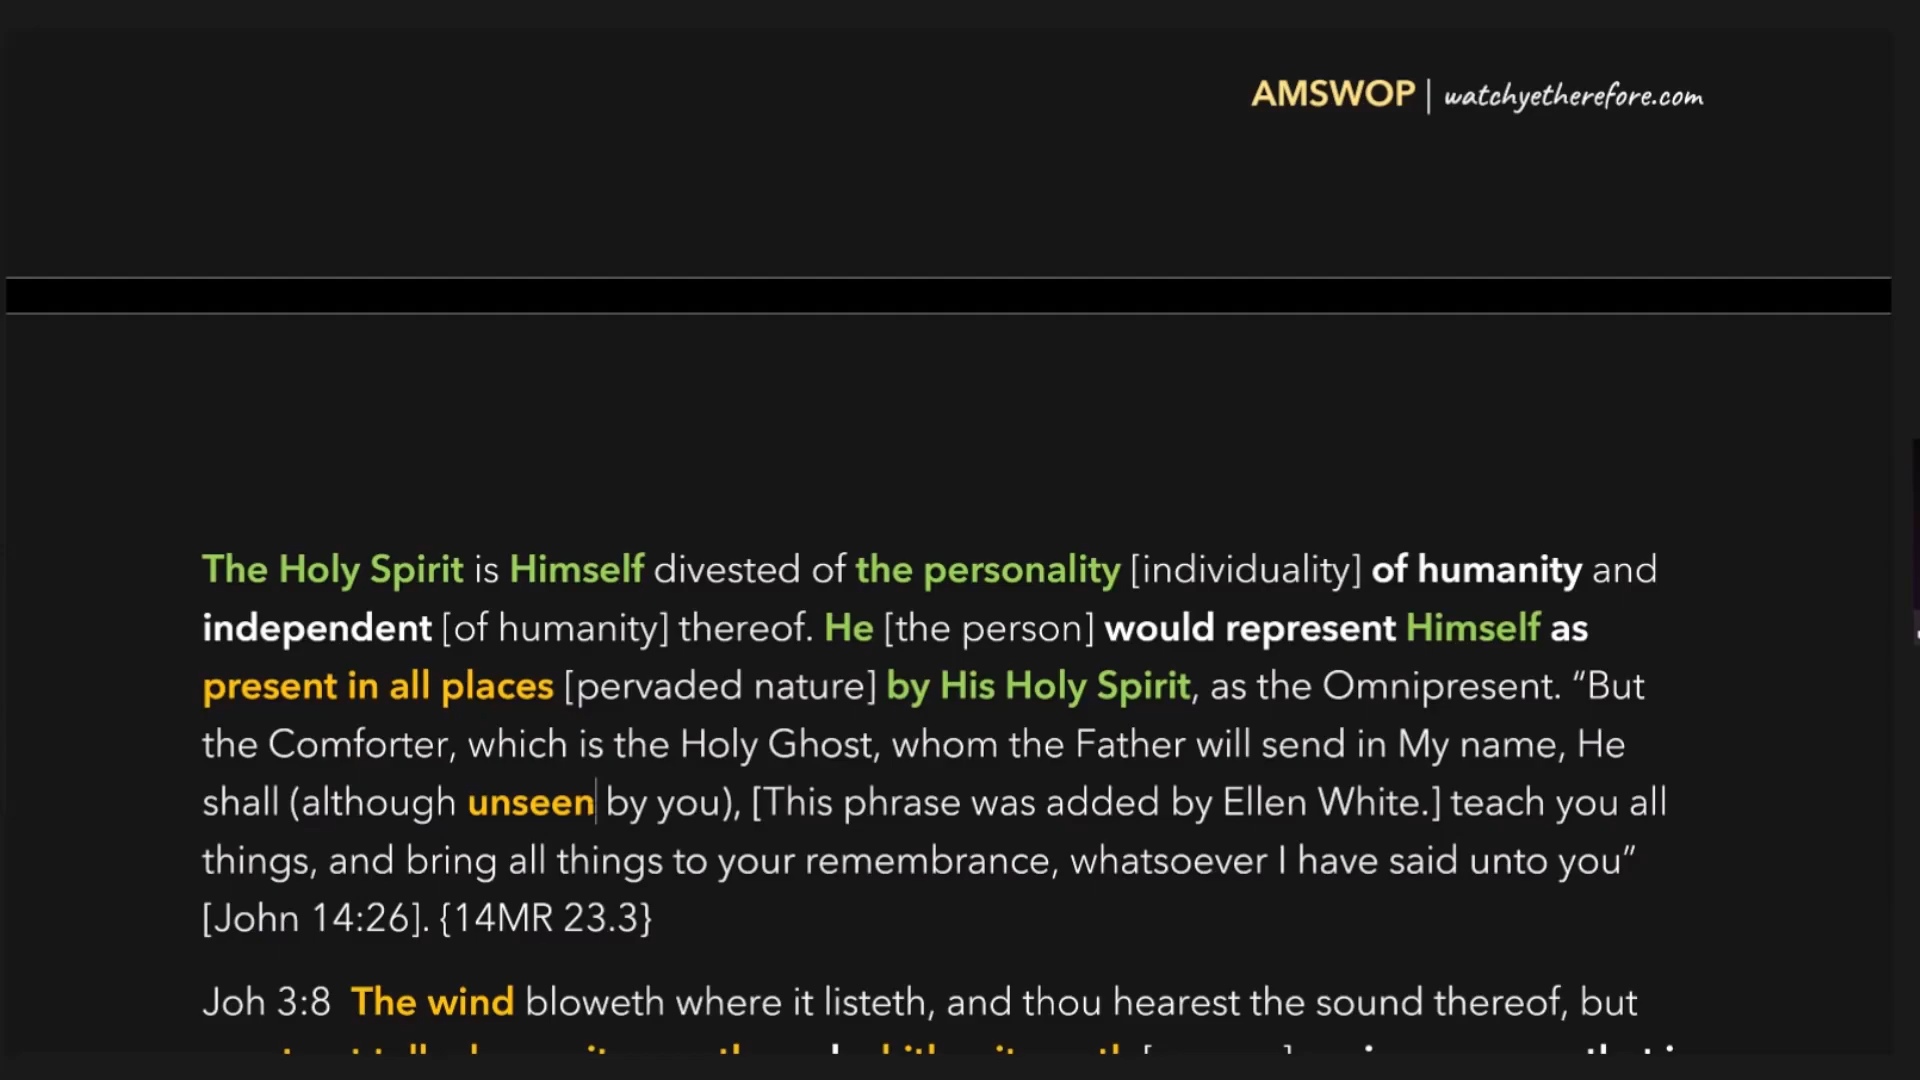 AMSWOP | watchyetherefore.com
The Holy Spirit is Himself divested of the personality [individuality] of humanity and
independent [of humanity] thereof. He [the person] would represent Himself as
present in all places [pervaded nature] by His Holy Spirit, as the Omnipresent. “But
the Comforter, which is the Holy Ghost, whom the Father will send in My name, He
shall (although unseen by you), [This phrase was added by Ellen White.] teach you all
things, and bring all things to your remembrance, whatsoever I have said unto you”
[John 14:26]. {14MR 23.3}
Joh 3:8 The wind bloweth where it listeth, and thou hearest the sound thereof, but